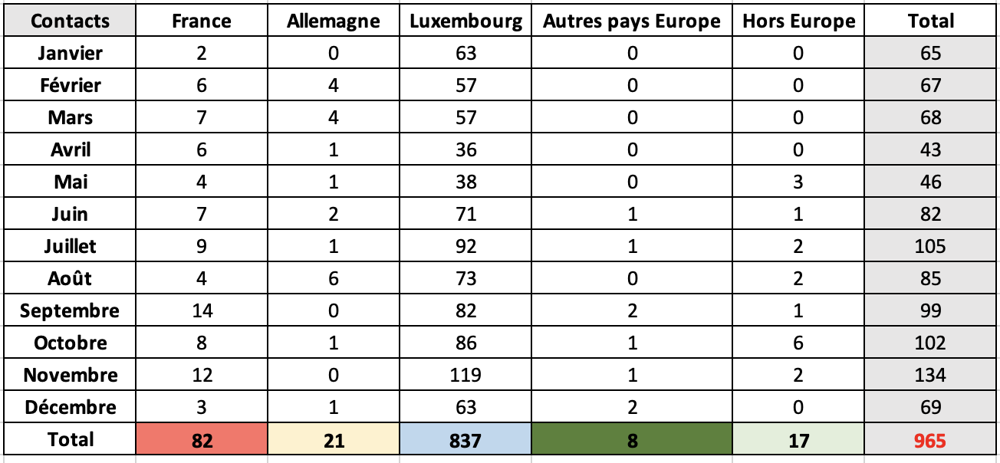 Contacts France Allemagne Luxembourg Autres pays Europe Hors Europe Total
Janvier 2 0 63 0 0 65
Février 6 4 57 0 0 67
Mars 7 4 57 0 0 68
Avril 6 1 36 0 0 43
Mai 4 1 38 0 3 46
Juin 7 2 71 1 1 82
Juillet 9 1 92 1 2 105
Août 4 6 73 0 2 85
Septembre 14 0 82 2 1 99
Octobre 8 1 86 1 6 102
Novembre 12 0 119 1 2 134
Décembre 3 1 63 2 0 69
Total 82 21 837 8 17 965